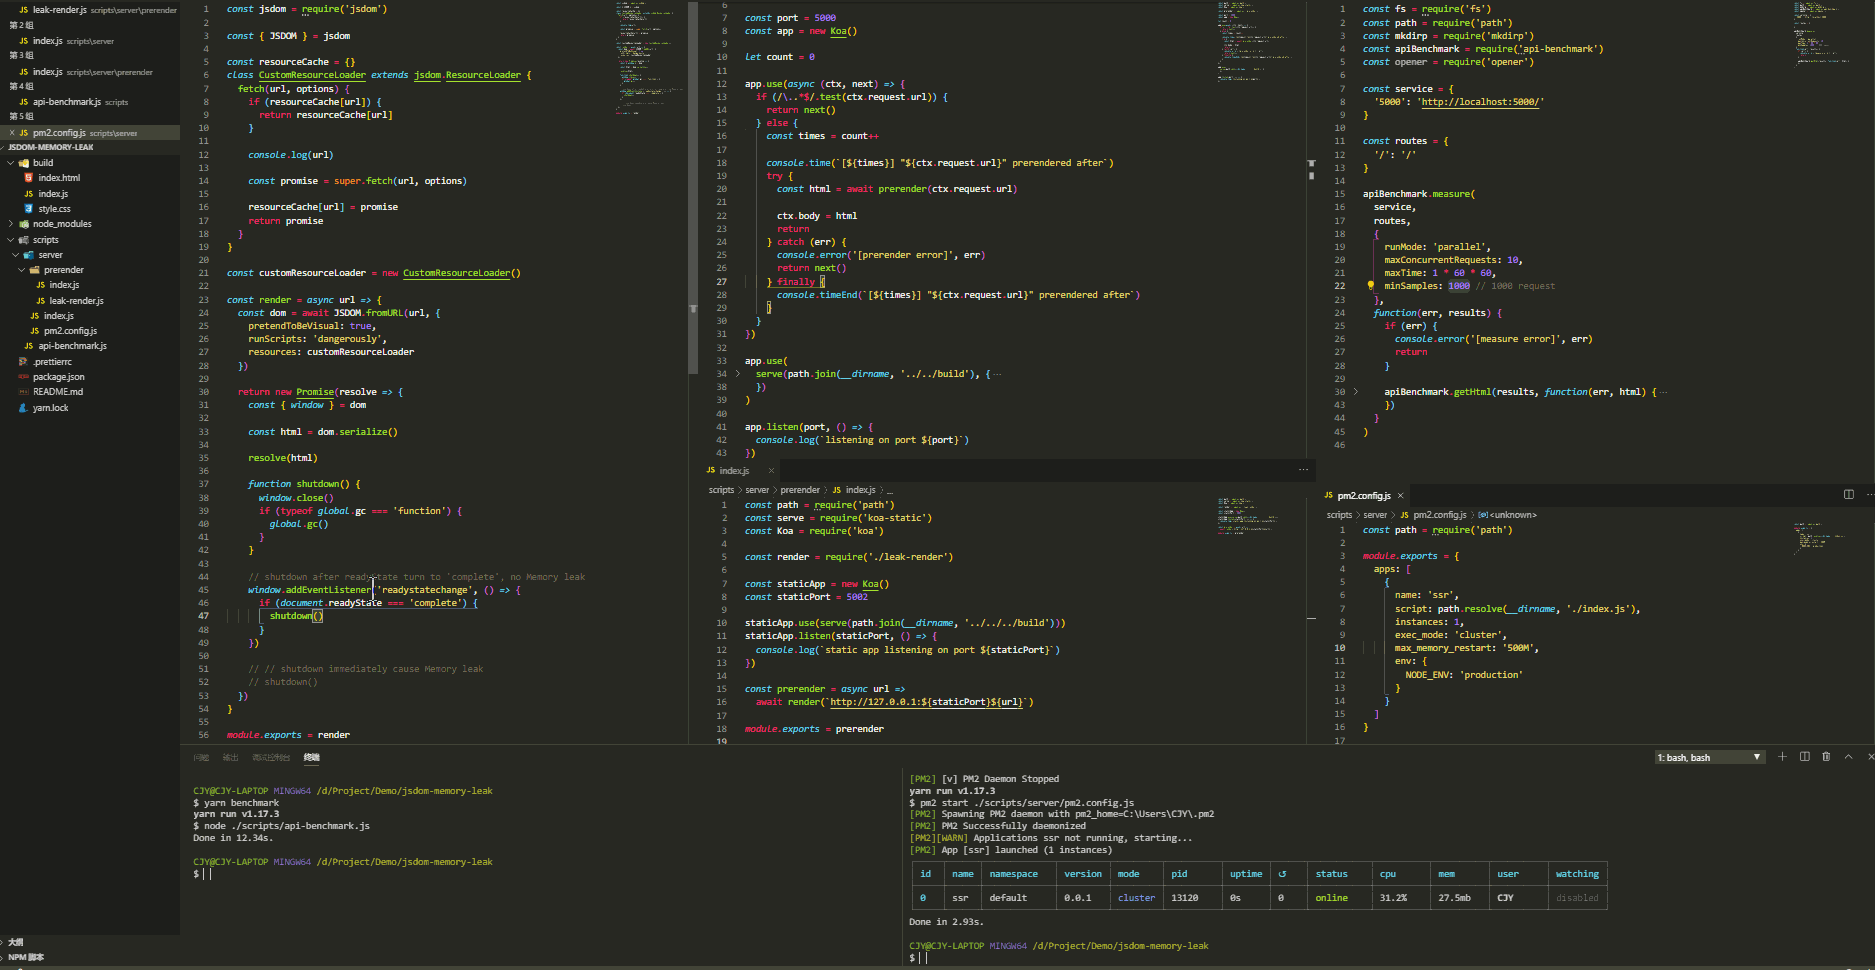 JS leak-render.js scripts\server\prerender
第 2 组
JS index.js scripts\server
第 3 组
JS index.js scripts\server\prerender
第 4 组
JS api-benchmark.js scripts
第 5 组
× JS pm2.config.js scripts\server
JSDOM-MEMORY-LEAK
build
index.html
JS index.js
style.css
node_modules
scripts
server
prerender
JS index.js
JS leak-render.js
JS index.js
JS pm2.config.js
JS api-benchmark.js
.prettierrc
package.json
README.md
yarn.lock
大纲
NPM 脚本
1 const jsdom = require('jsdom')
2
3 const { JSDOM } = jsdom
4
5 const resourceCache = {}
6 class CustomResourceLoader extends jsdom.ResourceLoader {
7 fetch(url, options) {
8 if (resourceCache[url]) {
9 return resourceCache[url]
10 }
11
12 console.log(url)
13
14 const promise = super.fetch(url, options)
15
16 resourceCache[url] = promise
17 return promise
18 }
19 }
20
21 const customResourceLoader = new CustomResourceLoader()
22
23 const render = async url => {
24 const dom = await JSDOM.fromURL(url, {
25 pretendToBeVisual: true,
26 runScripts: 'dangerously',
27 resources: customResourceLoader
28 })
29
30 return new Promise(resolve => {
31 const { window } = dom
32
33 const html = dom.serialize()
34
35 resolve(html)
36
37 function shutdown() {
38 window.close()
39 if (typeof global.gc === 'function') {
40 global.gc()
41 }
42 }
43
44 // shutdown after readyState turn to 'complete', no Memory leak
45 window.addEventListener('readystatechange', () => {
46 if (document.readyState === 'complete') {
47 shutdown()
48 }
49 })
50
51 // // shutdown immediately cause Memory leak
52 // shutdown()
53 })
54 }
55
56 module.exports = render
6
7 const port = 5000
8 const app = new Koa()
9
10 let count = 0
11
12 app.use(async (ctx, next) => {
13 if (/\..*$/.test(ctx.request.url)) {
14 return next()
15 } else {
16 const times = count++
17
18 console.time(`[${times}] "${ctx.request.url}" prerendered after`)
19 try {
20 const html = await prerender(ctx.request.url)
21
22 ctx.body = html
23 return
24 } catch (err) {
25 console.error('[prerender error]', err)
26 return next()
27 } finally {
28 console.timeEnd(`[${times}] "${ctx.request.url}" prerendered after`)
29 }
30 }
31 })
32
33 app.use(
34 serve(path.join(__dirname, '../../build'), {···
38 })
39 )
40
41 app.listen(port, () => {
42 console.log(`listening on port ${port}`)
43 })
JS index.js × ···
scripts > server > prerender > JS index.js > ...
1 const path = require('path')
2 const serve = require('koa-static')
3 const Koa = require('koa')
4
5 const render = require('./leak-render')
6
7 const staticApp = new Koa()
8 const staticPort = 5002
9
10 staticApp.use(serve(path.join(__dirname, '../../../build')))
11 staticApp.listen(staticPort, () => {
12 console.log(`static app listening on port ${staticPort}`)
13 })
14
15 const prerender = async url =>
16 await render(`http://127.0.0.1:${staticPort}${url}`)
17
18 module.exports = prerender
19
1 const fs = require('fs')
2 const path = require('path')
3 const mkdirp = require('mkdirp')
4 const apiBenchmark = require('api-benchmark')
5 const opener = require('opener')
6
7 const service = {
8 '5000': 'http://localhost:5000/'
9 }
10
11 const routes = {
12 '/': '/'
13 }
14
15 apiBenchmark.measure(
16 service,
17 routes,
18 {
19 runMode: 'parallel',
20 maxConcurrentRequests: 10,
21 maxTime: 1 * 60 * 60,
22 minSamples: 1000 // 1000 request
23 },
24 function(err, results) {
25 if (err) {
26 console.error('[measure error]', err)
27 return
28 }
29
30 apiBenchmark.getHtml(results, function(err, html) {···
43 })
44 }
45 )
46
JS pm2.config.js × ···
scripts > server > JS pm2.config.js > <unknown>
1 const path = require('path')
2
3 module.exports = {
4 apps: [
5 {
6 name: 'ssr',
7 script: path.resolve(__dirname, './index.js'),
8 instances: 1,
9 exec_mode: 'cluster',
10 max_memory_restart: '500M',
11 env: {
12 NODE_ENV: 'production'
13 }
14 }
15 ]
16 }
17
问题 输出 调试控制台 终端
1: bash, bash
CJY@CJY-LAPTOP MINGW64 /d/Project/Demo/jsdom-memory-leak
$ yarn benchmark
yarn run v1.17.3
$ node ./scripts/api-benchmark.js
Done in 12.34s.
CJY@CJY-LAPTOP MINGW64 /d/Project/Demo/jsdom-memory-leak
$
[PM2] [v] PM2 Daemon Stopped
yarn run v1.17.3
$ pm2 start ./scripts/server/pm2.config.js
[PM2] Spawning PM2 daemon with pm2_home=C:\Users\CJY\.pm2
[PM2] PM2 Successfully daemonized
[PM2][WARN] Applications ssr not running, starting...
[PM2] App [ssr] launched (1 instances)
id name namespace version mode pid uptime ↺ status cpu mem user watching
0 ssr default 0.0.1 cluster 13120 0s 0 online 31.2% 27.5mb CJY disabled
Done in 2.93s.
CJY@CJY-LAPTOP MINGW64 /d/Project/Demo/jsdom-memory-leak
$